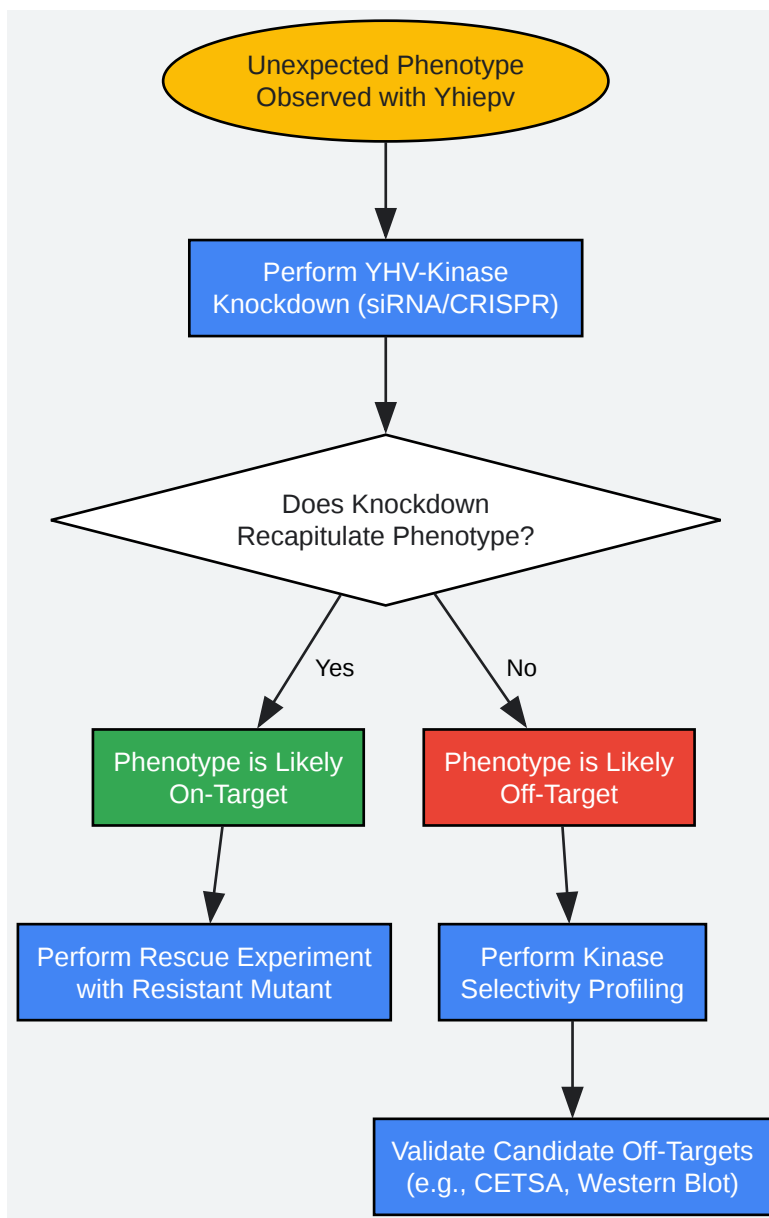 Unexpected Phenotype
Observed with Yhiepv
Perform YHV-Kinase
Knockdown (siRNA/CRISPR)
Does Knockdown
Recapitulate Phenotype?
Yes
No
Phenotype is Likely
On-Target
Phenotype is Likely
Off-Target
Perform Rescue Experiment
with Resistant Mutant
Perform Kinase
Selectivity Profiling
Validate Candidate Off-Targets
(e.g., CETSA, Western Blot)